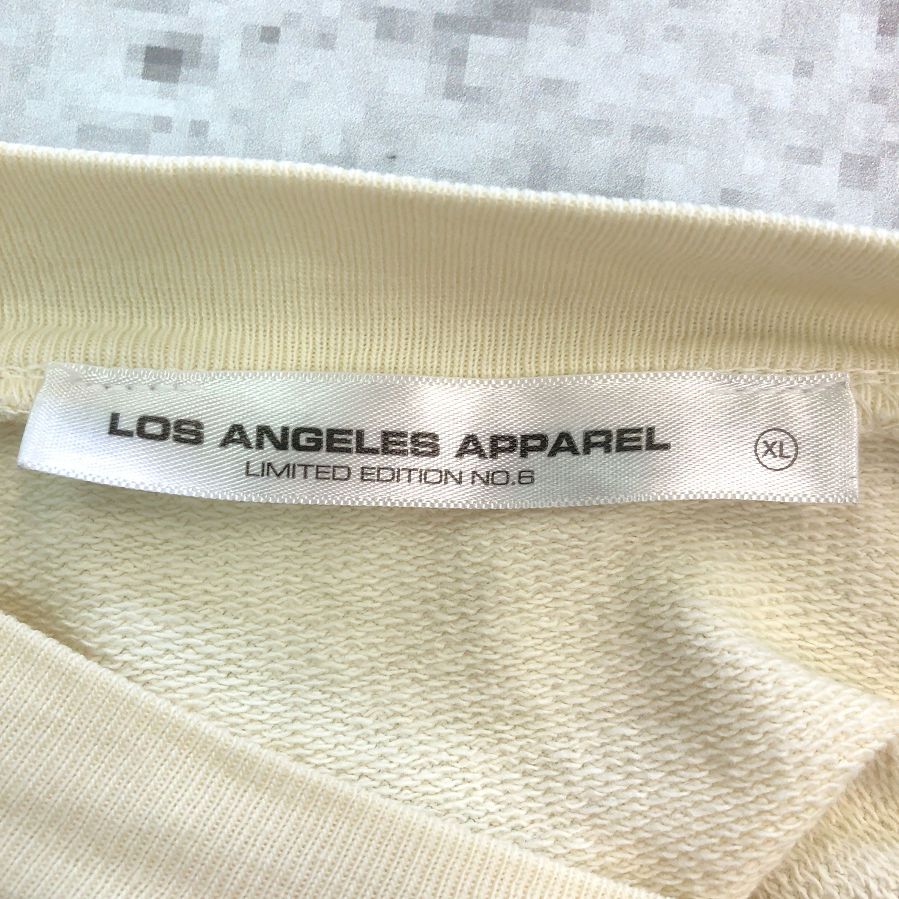 LOS ANGELES APPAREL
LIMITED EDITION NO.6
XL